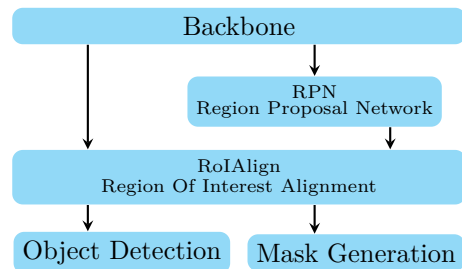 Backbone
RPN
Region Proposal Network
RoIAlign
Region Of Interest Alignment
Object Detection
Mask Generation